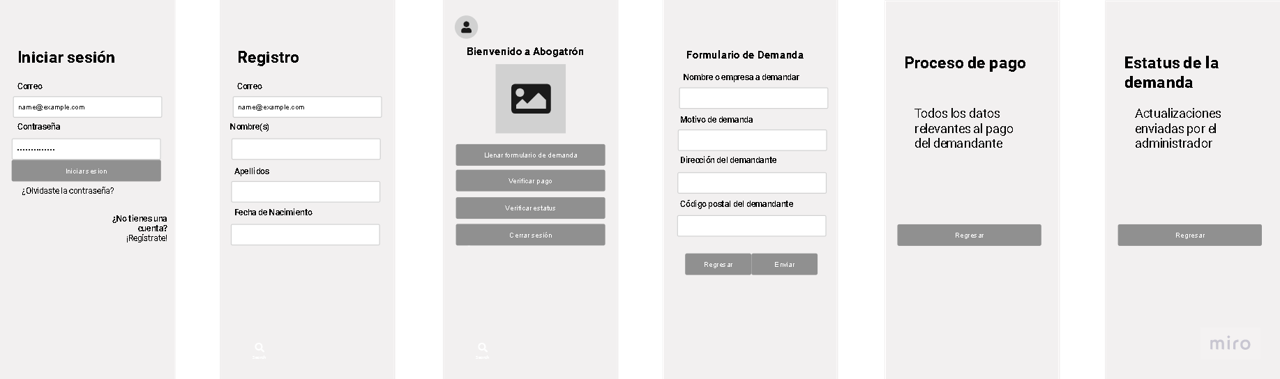 Iniciar sesión
Correo
name@example.com
Contraseña
Iniciar sesion
¿Olvidaste la contraseña?
¿No tienes una
cuenta?
¡Regístrate!
Registro
Correo
name@example.com
Nombre(s)
Apellidos
Fecha de Nacimiento
Bienvenido a Abogatrón
Llenar formulario de demanda
Verificar pago
Verificar estatus
Cerrar sesión
Formulario de Demanda
Nombre o empresa a demandar
Motivo de demanda
Dirección del demandante
Código postal del demandante
Regresar
Enviar
Proceso de pago
Todos los datos
relevantes al pago
del demandante
Regresar
Estatus de la
demanda
Actualizaciones
enviadas por el
administrador
Regresar
miro